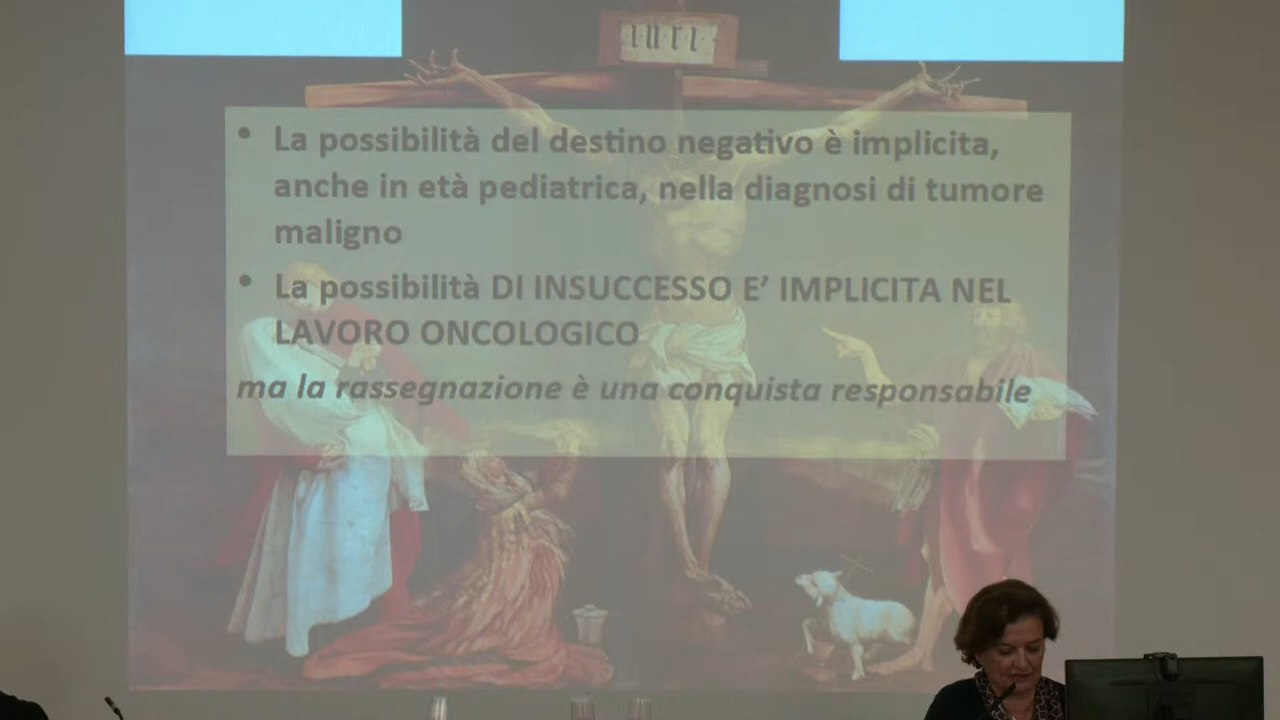 INRI
• La possibilità del destino negativo è implicita,
anche in età pediatrica, nella diagnosi di tumore
maligno
• La possibilità DI INSUCCESSO E’ IMPLICITA NEL
LAVORO ONCOLOGICO
ma la rassegnazione è una conquista responsabile